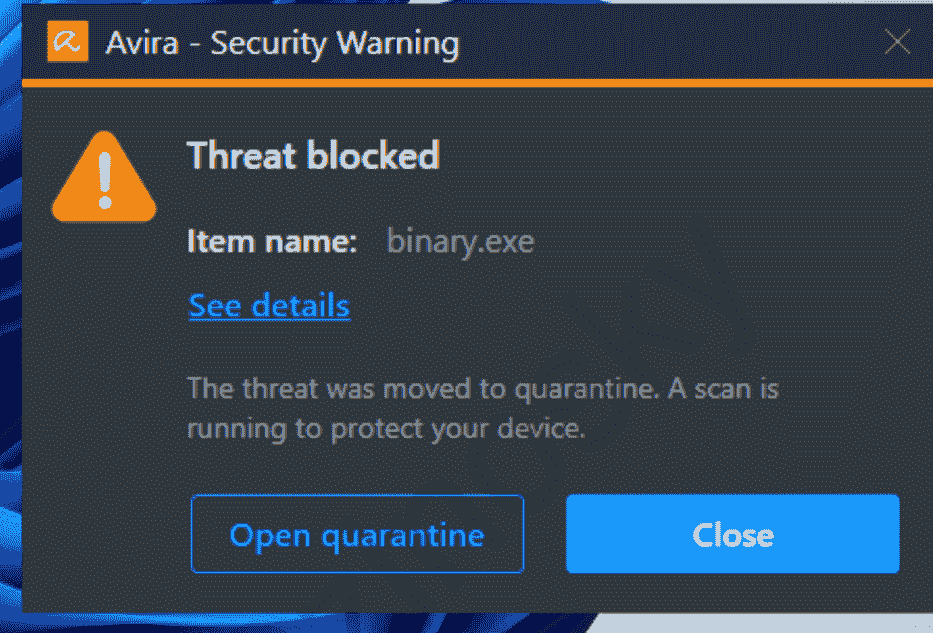 Avira - Security Warning
Threat blocked
Item name: binary.exe
See details
The threat was moved to quarantine. A scan is
running to protect your device.
Open quarantine
Close